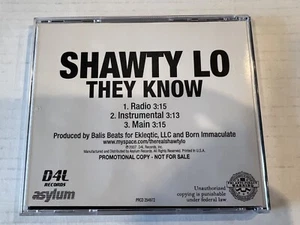 SHAWTY LO
THEY KNOW
1. Radio 3:15
2. Instrumental 3:13
3. Main 3:15
Produced by Balis Beats for Ekleqtic, LLC and Born Immaculate
www.myspace.com/therealshawtylo
PROMOTIONAL COPY - NOT FOR SALE
D4L
RECORDS
asylum
Unauthorized
copying is punishable
under federal law